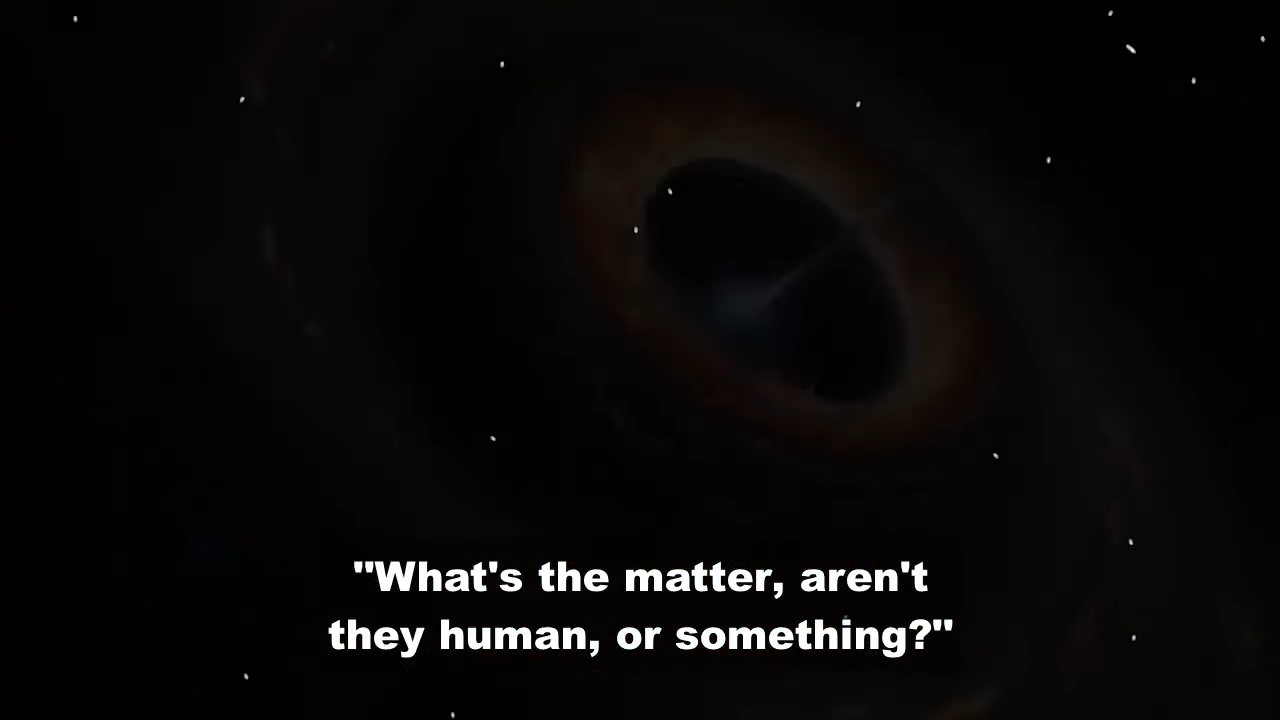 "What's the matter, aren't
they human, or something?"